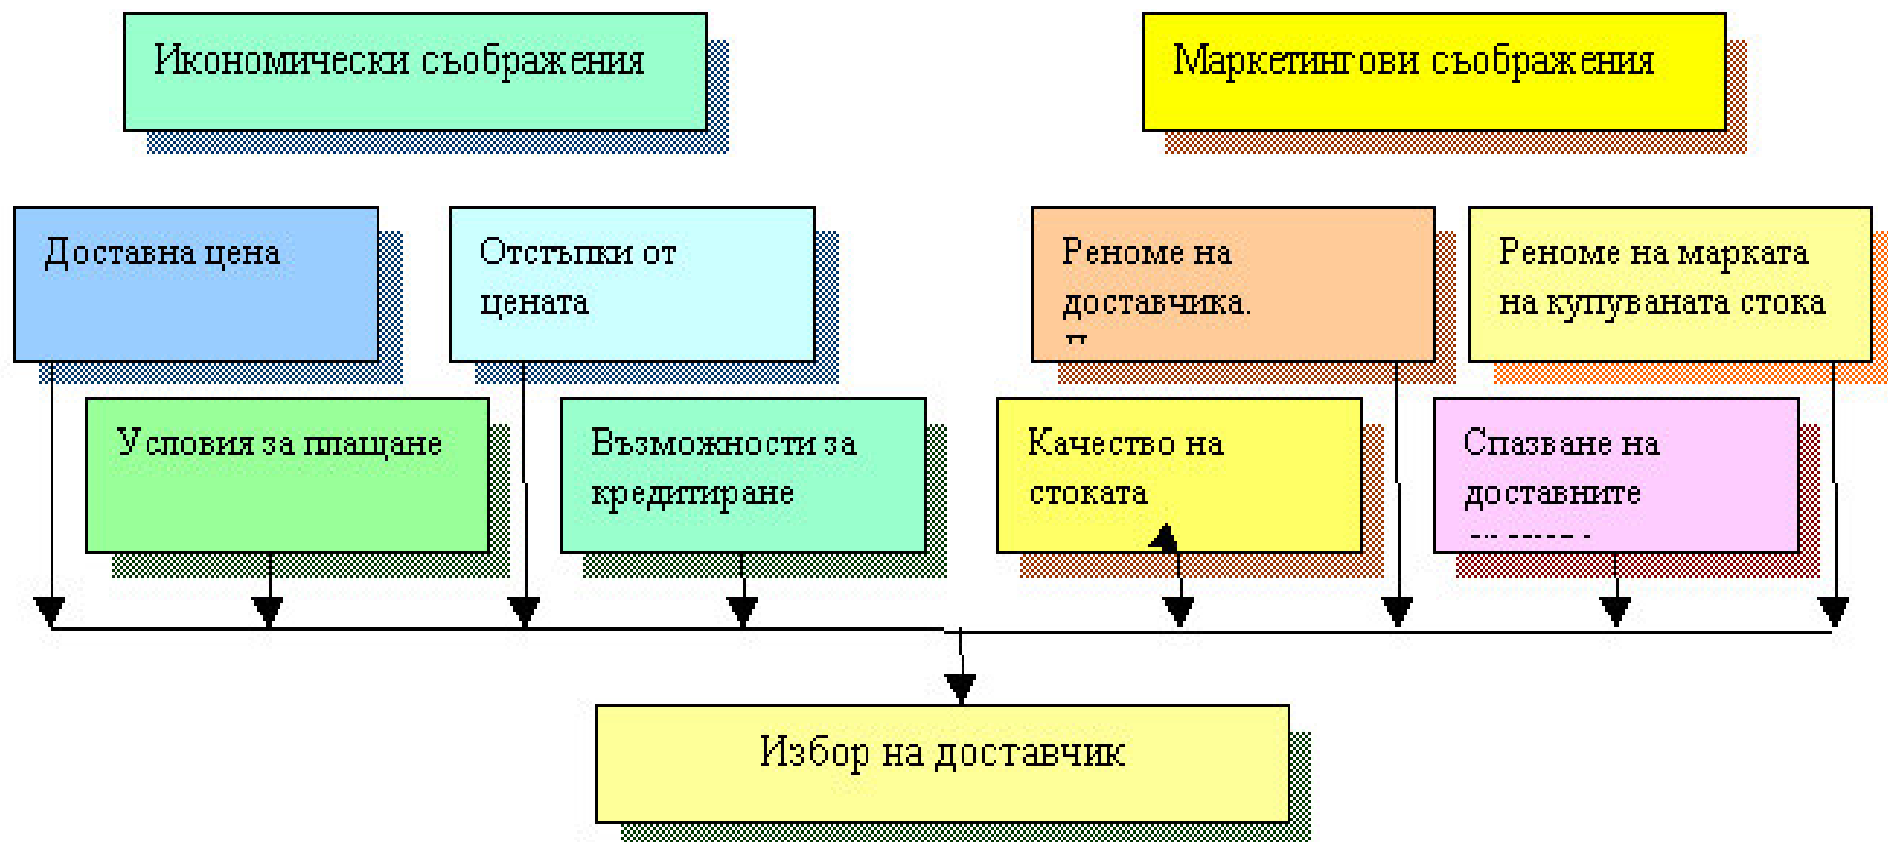 Икономически съображения
Маркетингови съображения
Доставна цена
Отстъпки от
цената
Реноме на
доставчика.
Реноме на марката
на купуваната стока
Условия за плащане
Възможности за
кредитиране
Качество на
стоката
Спазване на
доставните
Избор на доставчик